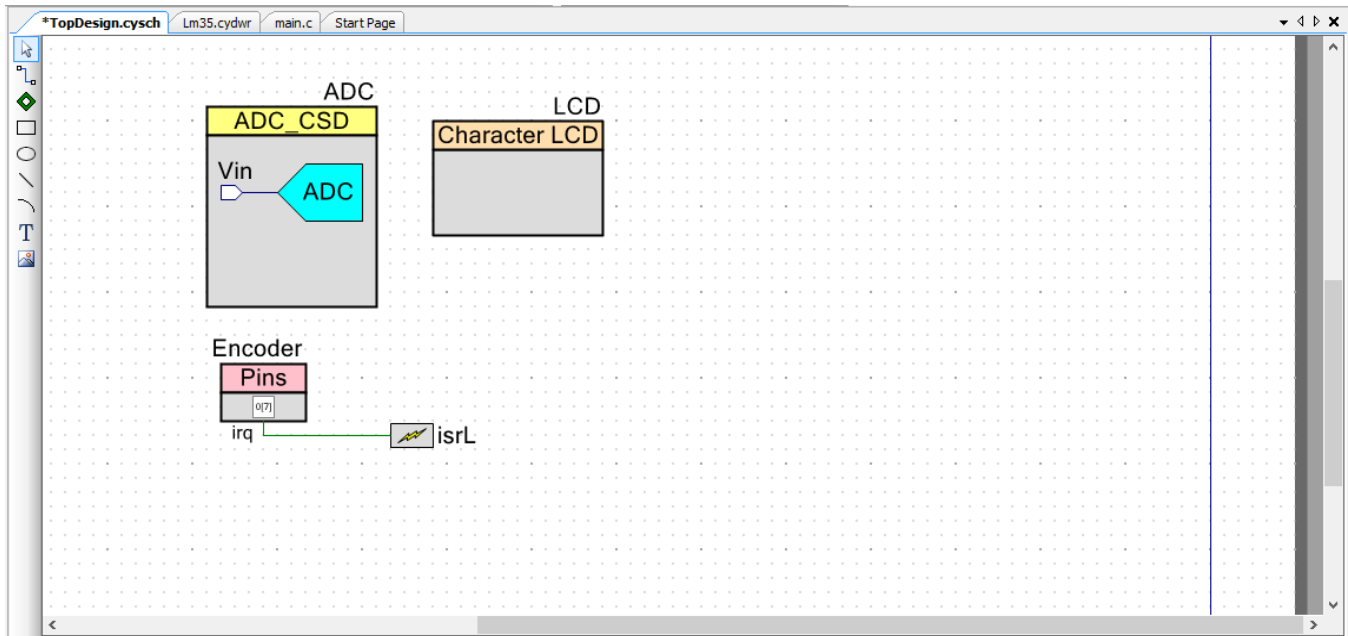 *TopDesign.cysch Lm35.cydwr main.c Start Page
T
ADC
ADC_CSD
Vin
ADC
LCD
Character LCD
Encoder
Pins
0[7]
irq
isrL